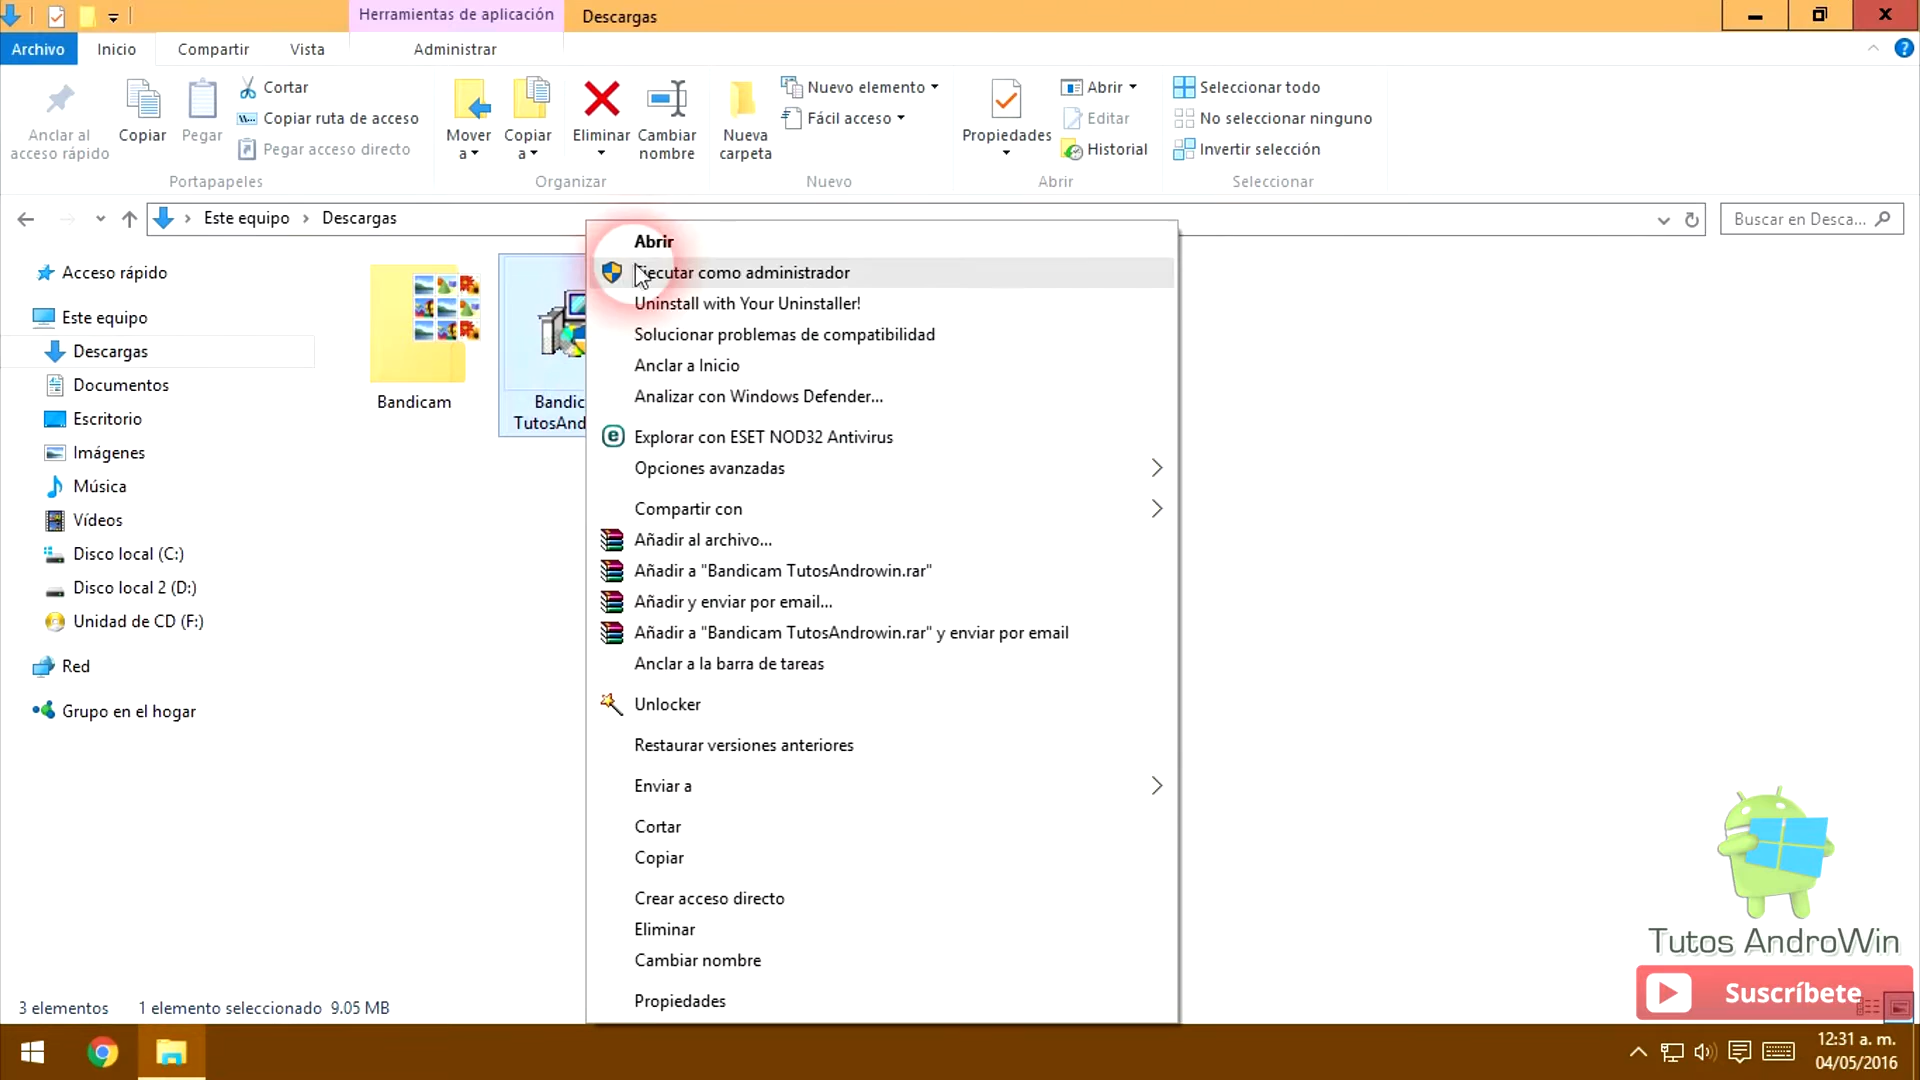 Herramientas de aplicación
Descargas
Archivo
Inicio
Compartir
Vista
Administrar
Anclar al
acceso rápido
Copiar
Pegar
Cortar
Copiar ruta de acceso
Pegar acceso directo
Portapapeles
Mover
a
Copiar
a
Eliminar
Cambiar
nombre
Organizar
Nueva
carpeta
Nuevo elemento
Fácil acceso
Nuevo
Propiedades
Abrir
Editar
Historial
Abrir
Seleccionar todo
No seleccionar ninguno
Invertir selección
Seleccionar
Este equipo
Descargas
Buscar en Desca...
Acceso rápido
Este equipo
Descargas
Documentos
Escritorio
Imágenes
Música
Vídeos
Disco local (C:)
Disco local 2 (D:)
Unidad de CD (F:)
Red
Grupo en el hogar
Bandicam
Bandic
TutosAnd
Abrir
Ejecutar como administrador
Uninstall with Your Uninstaller!
Solucionar problemas de compatibilidad
Anclar a Inicio
Analizar con Windows Defender...
Explorar con ESET NOD32 Antivirus
Opciones avanzadas
Compartir con
Añadir al archivo...
Añadir a "Bandicam TutosAndrowin.rar"
Añadir y enviar por email...
Añadir a "Bandicam TutosAndrowin.rar" y enviar por email
Anclar a la barra de tareas
Unlocker
Restaurar versiones anteriores
Enviar a
Cortar
Copiar
Crear acceso directo
Eliminar
Cambiar nombre
Propiedades
Tutos AndroWin
Suscríbete
3 elementos
1 elemento seleccionado 9.05 MB
12:31 a. m.
04/05/2016